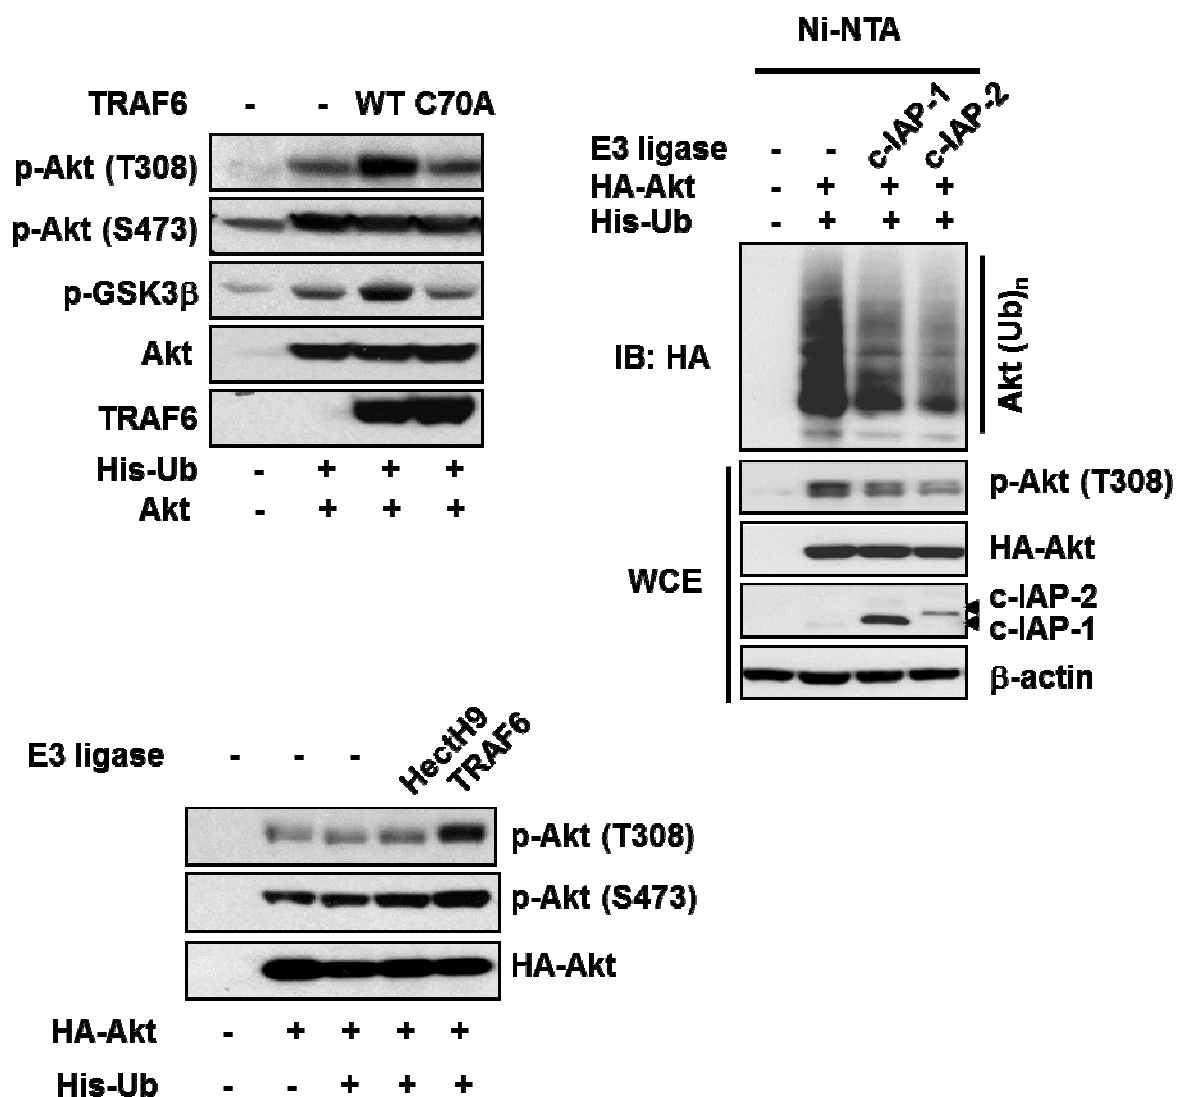 TRAF6 - - WT C70A
p-Akt (T308)
p-Akt (S473)
p-GSK3β
Akt
TRAF6
His-Ub - + + +
Akt - + + +
Ni-NTA
E3 ligase - - c-IAP-1 c-IAP-2
HA-Akt - + + +
His-Ub - + + +
IB: HA
Akt (Ub)n
WCE
p-Akt (T308)
HA-Akt
c-IAP-2
c-IAP-1
β-actin
E3 ligase - - - HectH9 TRAF6
p-Akt (T308)
p-Akt (S473)
HA-Akt
HA-Akt - + + + +
His-Ub - - + + +